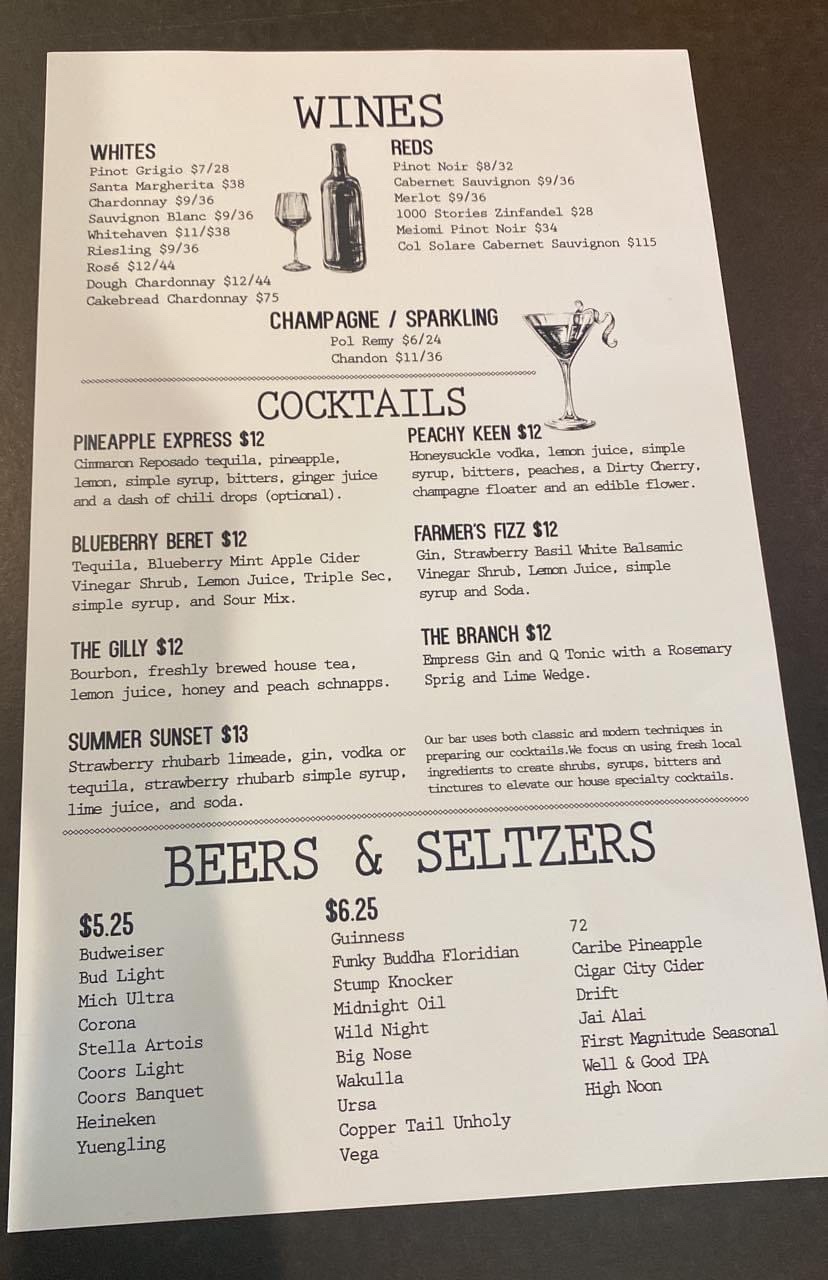 WINES
WHITES
Pinot Grigio $7/28
Santa Margherita $38
Chardonnay $9/36
Sauvignon Blanc $9/36
Whitehaven $11/$38
Riesling $9/36
Rosé $12/44
Dough Chardonnay $12/44
Cakebread Chardonnay $75
REDS
Pinot Noir $8/32
Cabernet Sauvignon $9/36
Merlot $9/36
1000 Stories Zinfandel $28
Meiomi Pinot Noir $34
Col Solare Cabernet Sauvignon $115
CHAMPAGNE / SPARKLING
Pol Remy $6/24
Chandon $11/36
COCKTAILS
PINEAPPLE EXPRESS $12
Cimmaron Reposado tequila, pineapple,
lemon, simple syrup, bitters, ginger juice
and a dash of chili drops (optional).
PEACHY KEEN $12
Honeysuckle vodka, lemon juice, simple
syrup, bitters, peaches, a Dirty Cherry,
champagne floater and an edible flower.
BLUEBERRY BERET $12
Tequila, Blueberry Mint Apple Cider
Vinegar Shrub, Lemon Juice, Triple Sec,
simple syrup, and Sour Mix.
FARMER'S FIZZ $12
Gin, Strawberry Basil White Balsamic
Vinegar Shrub, Lemon Juice, simple
syrup and Soda.
THE GILLY $12
Bourbon, freshly brewed house tea,
lemon juice, honey and peach schnapps.
THE BRANCH $12
Empress Gin and Q Tonic with a Rosemary
Sprig and Lime Wedge.
SUMMER SUNSET $13
Strawberry rhubarb limeade, gin, vodka or
tequila, strawberry rhubarb simple syrup,
lime juice, and soda.
Our bar uses both classic and modern techniques in
preparing our cocktails.We focus on using fresh local
ingredients to create shrubs, syrups, bitters and
tinctures to elevate our house specialty cocktails.
BEERS & SELTZERS
$5.25
Budweiser
Bud Light
Mich Ultra
Corona
Stella Artois
Coors Light
Coors Banquet
Heineken
Yuengling
$6.25
Guinness
Funky Buddha Floridian
Stump Knocker
Midnight Oil
Wild Night
Big Nose
Wakulla
Ursa
Copper Tail Unholy
Vega
72
Caribe Pineapple
Cigar City Cider
Drift
Jai Alai
First Magnitude Seasonal
Well & Good IPA
High Noon